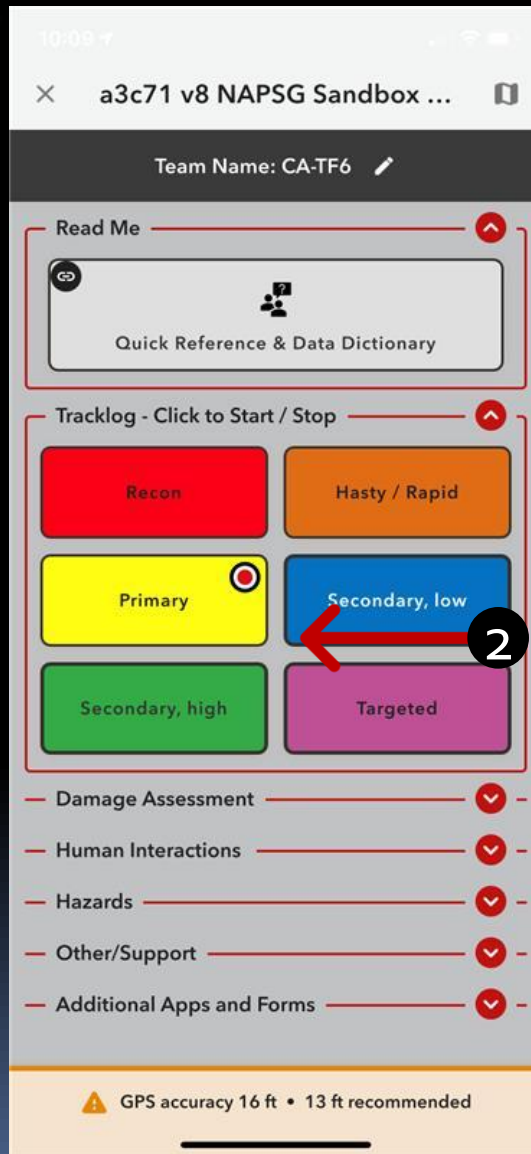 10:09
a3c71 v8 NAPSG Sandbox ...
Team Name: CA-TF6
Read Me
?
Quick Reference & Data Dictionary
Tracklog - Click to Start / Stop
Recon
Hasty / Rapid
Primary
Secondary, low
2
Secondary, high
Targeted
Damage Assessment
Human Interactions
Hazards
Other/Support
Additional Apps and Forms
GPS accuracy 16 ft • 13 ft recommended